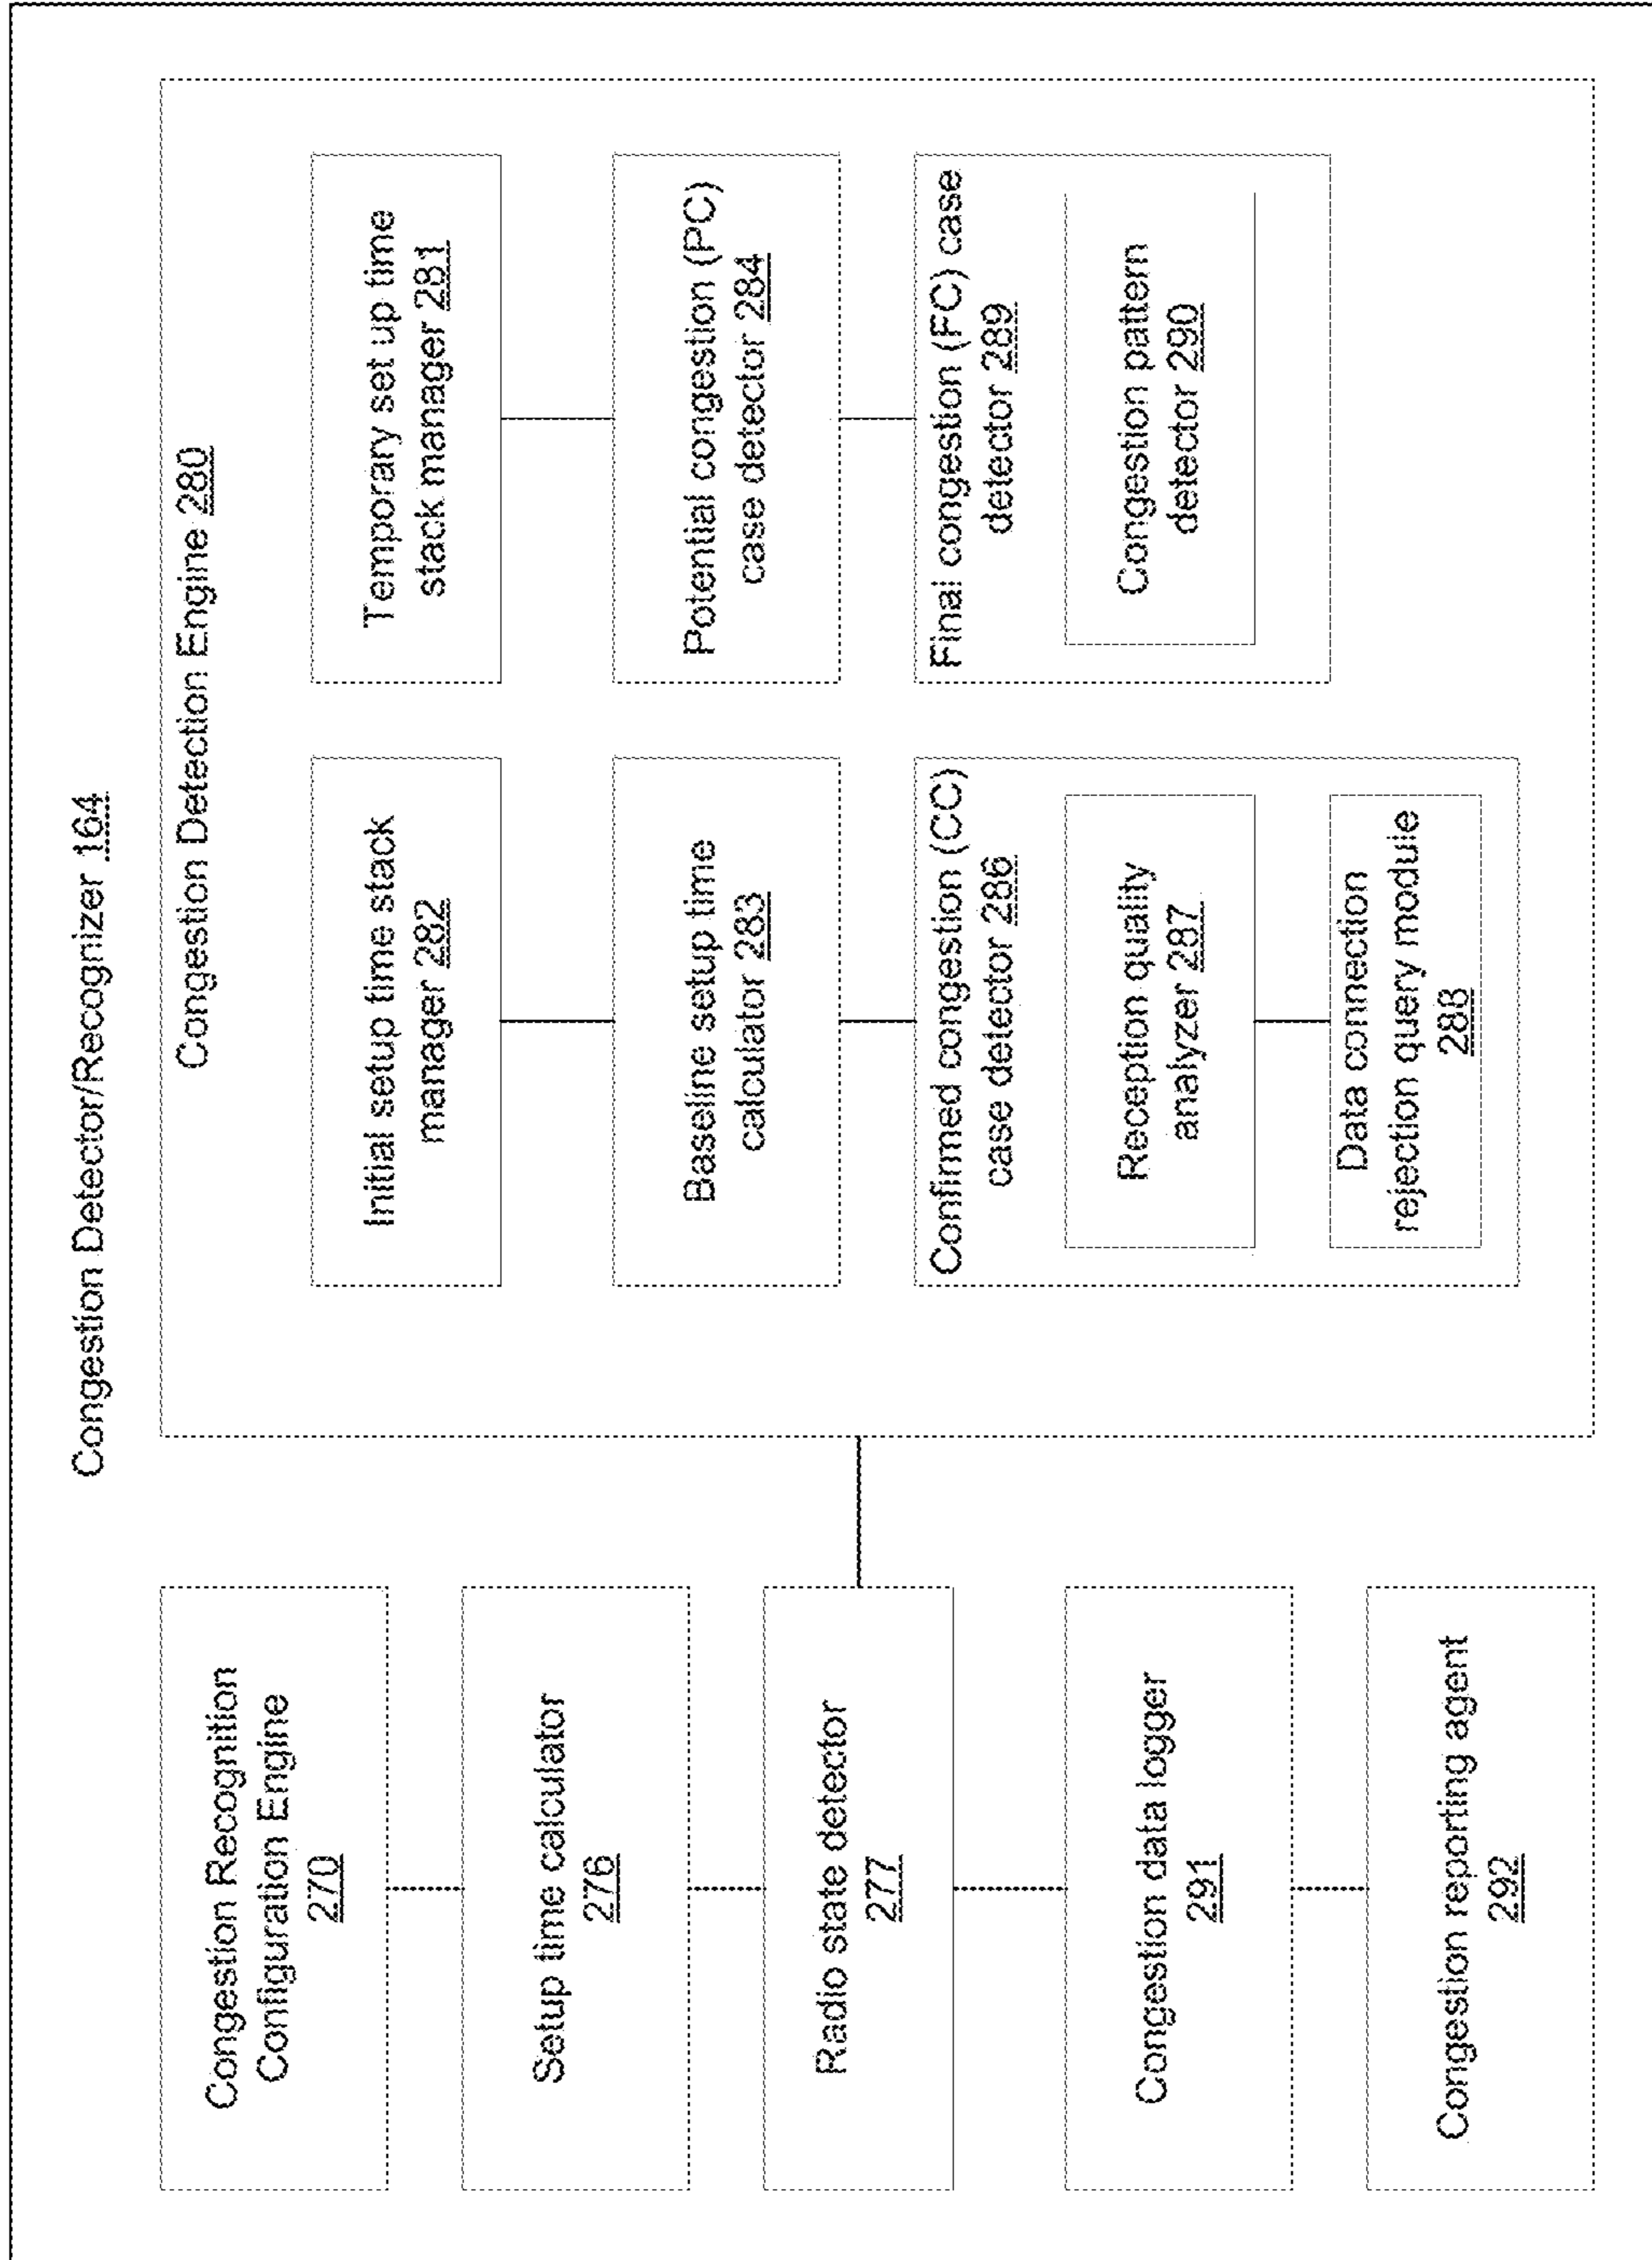 Congestion Detector/Recognizer 164
Congestion Recognition
Configuration Engine
270
Setup time calculator
276
Radio state detector
277
Congestion data logger
291
Congestion reporting agent
292
Congestion Detection Engine 280
Initial setup time stack
manager 282
Baseline setup time
calculator 283
Confirmed congestion (CC)
case detector 286
Reception quality
analyzer 287
Data connection
rejection query module
288
Temporary set up time
stack manager 281
Potential congestion (PC)
case detector 284
Final congestion (FC) case
detector 289
Congestion pattern
detector 290